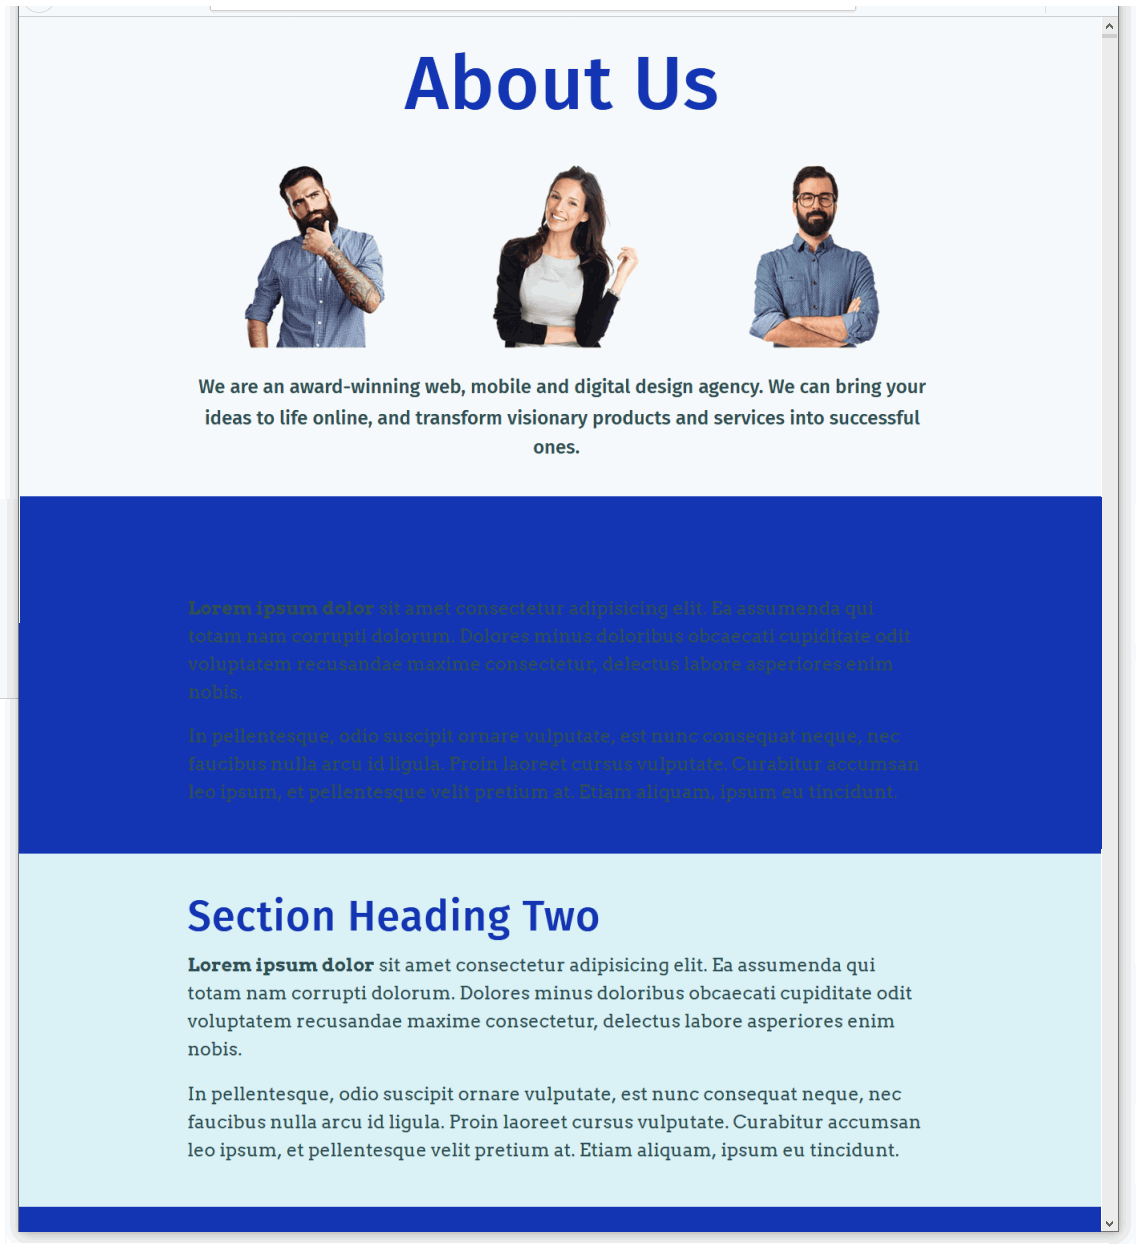 About Us
We are an award-winning web, mobile and digital design agency. We can bring your
ideas to life online, and transform visionary products and services into successful
ones.
Lorem ipsum dolor sit amet consectetur adipisicing elit. Ea assumenda qui
totam nam corrupti dolorum. Dolores minus doloribus obcaecati cupiditate odit
voluptatem recusandae maxime consectetur, delectus labore asperiores enim
nobis.
In pellentesque, odio suscipit ornare vulputate, est nunc consequat neque, nec
faucibus nulla arcu id ligula. Proin laoreet cursus vulputate. Curabitur accumsan
leo ipsum, et pellentesque velit pretium at. Etiam aliquam, ipsum eu tincidunt.
Section Heading Two
Lorem ipsum dolor sit amet consectetur adipisicing elit. Ea assumenda qui
totam nam corrupti dolorum. Dolores minus doloribus obcaecati cupiditate odit
voluptatem recusandae maxime consectetur, delectus labore asperiores enim
nobis.
In pellentesque, odio suscipit ornare vulputate, est nunc consequat neque, nec
faucibus nulla arcu id ligula. Proin laoreet cursus vulputate. Curabitur accumsan
leo ipsum, et pellentesque velit pretium at. Etiam aliquam, ipsum eu tincidunt.